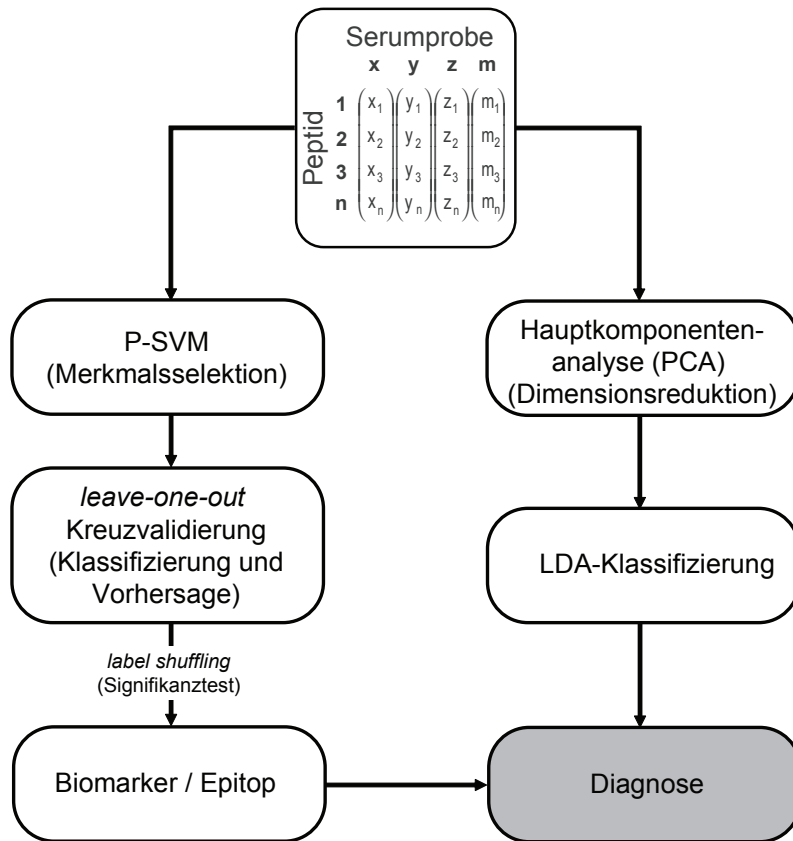 Serumprobe
x y z m
Peptid
1 x1 y1 z1 m1
2 x2 y2 z2 m2
3 x3 y3 z3 m3
n xn yn zn mn
P-SVM
(Merkmalsselektion)
Hauptkomponenten-
analyse (PCA)
(Dimensionsreduktion)
leave-one-out
Kreuzvalidierung
(Klassifizierung und
Vorhersage)
LDA-Klassifizierung
label shuffling
(Signifikanztest)
Biomarker / Epitop
Diagnose